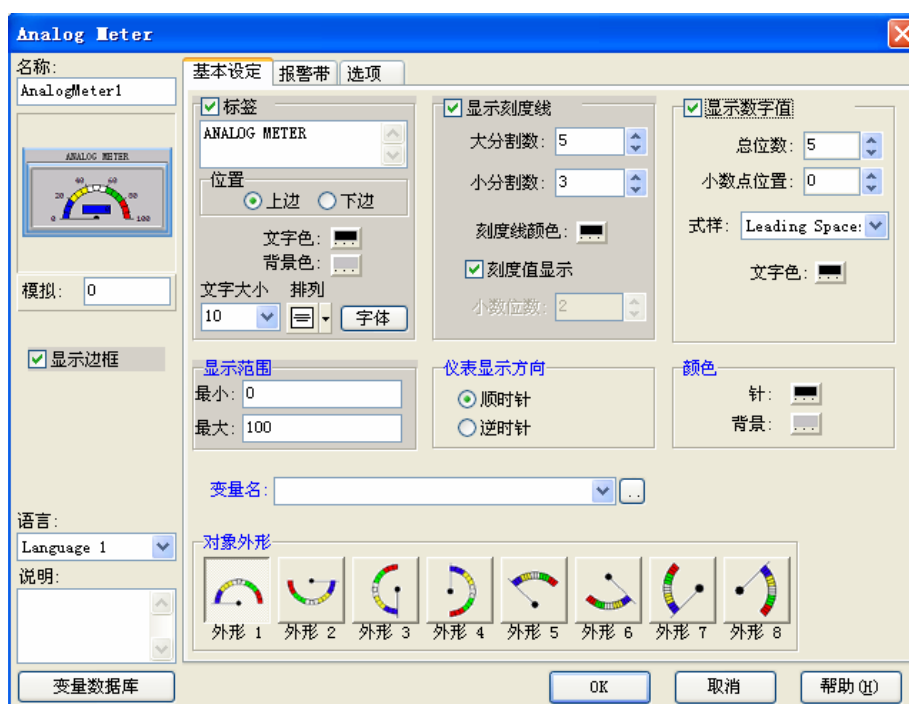 Analog Meter
名称:
AnalogMeter1
ANALOG METER
0 20 40 60 80 100
模拟: 0
显示边框
语言:
Language 1
说明:
变量数据库
基本设定 报警带 选项
标签
ANALOG METER
位置
上边 下边
文字色: ...
背景色: ...
文字大小 排列
10 字体
显示刻度线
大分割数: 5
小分割数: 3
刻度线颜色: ...
刻度值显示
小数位数: 2
显示数字值
总位数: 5
小数点位置: 0
式样: Leading Space:
文字色: ...
显示范围
最小: 0
最大: 100
仪表显示方向
顺时针
逆时针
颜色
针: ...
背景: ...
变量名: ..
对象外形
外形 1 外形 2 外形 3 外形 4 外形 5 外形 6 外形 7 外形 8
OK 取消 帮助(H)